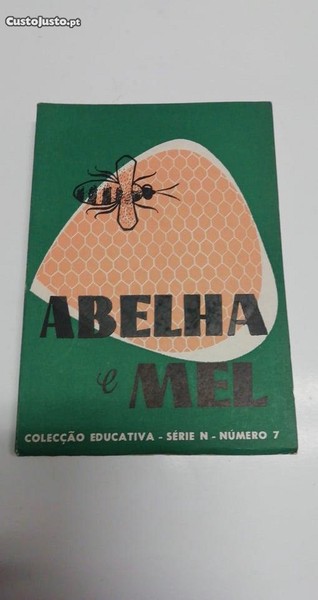 CustoJusto.pt
ABELHA
e MEL
COLECÇÃO EDUCATIVA - SÉRIE N - NÚMERO 7